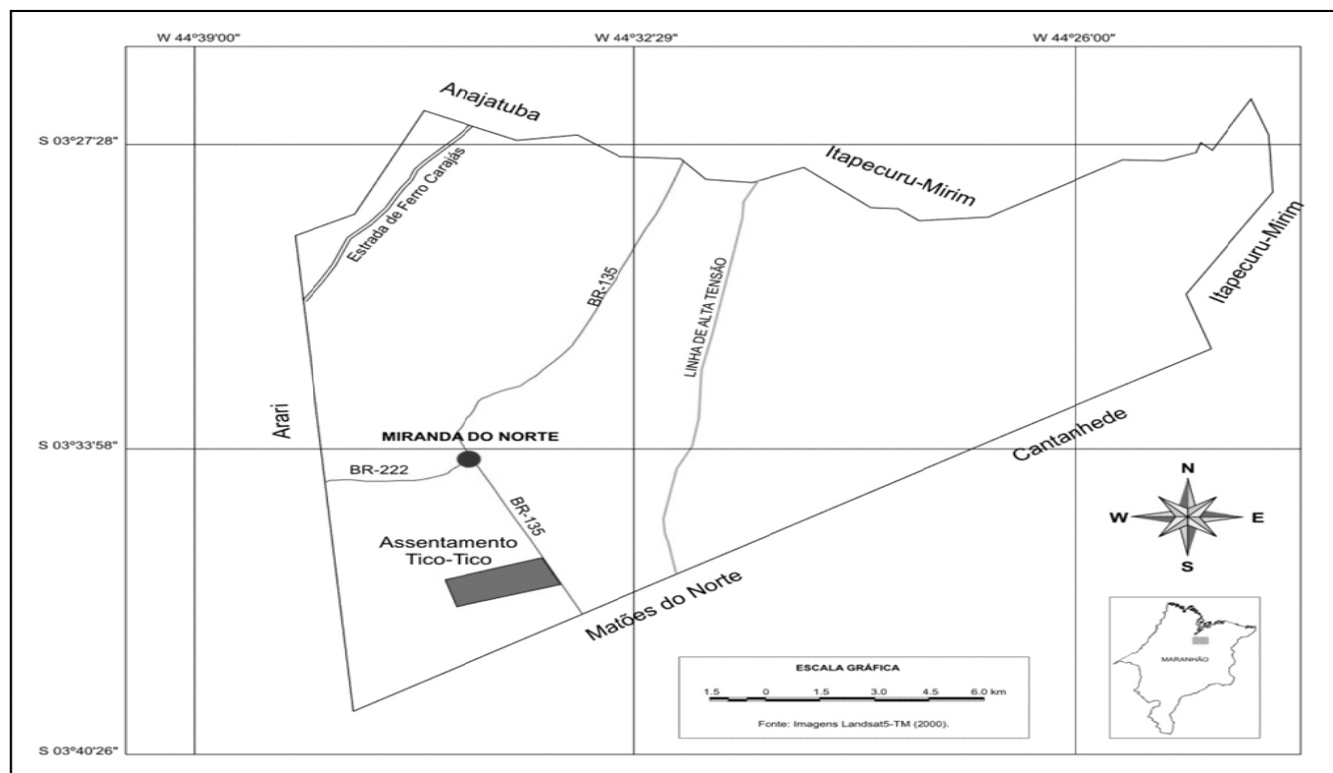 W 44º39'00"
W 44º32'29"
W 44º26'00"
Anajatuba
S 03º27'28"
Itapecuru-Mirim
Estrada de Ferro Carajás
Itapecuru-Mirim
BR-135
LINHA DE ALTA TENSÃO
Arari
MIRANDA DO NORTE
S 03º33'58"
Cantanhede
BR-222
N
BR-135
W
E
Assentamento
Tico-Tico
S
Matões do Norte
MARANHÃO
ESCALA GRÁFICA
1.5 0 1.5 3.0 4.5 6.0 km
Fonte: Imagens Landsat5-TM (2000).
S 03º40'26"